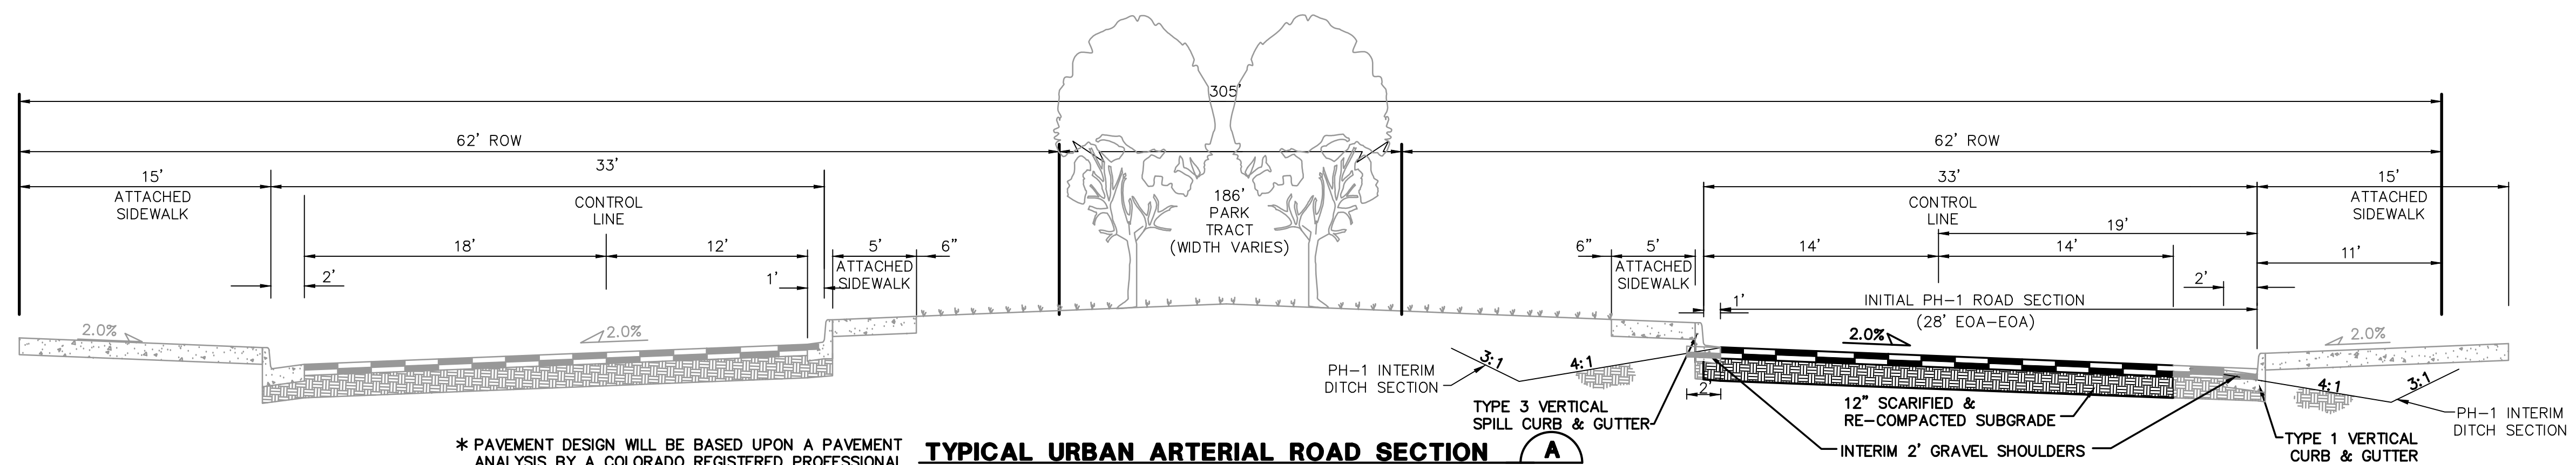 305'
62' ROW
62' ROW
15'
ATTACHED
SIDEWALK
33'
CONTROL
LINE
18'
12'
2'
1'
5'
ATTACHED
SIDEWALK
6"
186'
PARK
TRACT
(WIDTH VARIES)
6"
5'
ATTACHED
SIDEWALK
33'
CONTROL
LINE
19'
14'
14'
15'
ATTACHED
SIDEWALK
11'
2'
1'
INITIAL PH-1 ROAD SECTION
(28' EOA-EOA)
2.0%
2.0%
2.0%
2.0%
3:1
4:1
PH-1 INTERIM
DITCH SECTION
2'
4:1
3:1
PH-1 INTERIM
DITCH SECTION
TYPE 3 VERTICAL
SPILL CURB & GUTTER
12" SCARIFIED &
RE-COMPACTED SUBGRADE
INTERIM 2' GRAVEL SHOULDERS
TYPE 1 VERTICAL
CURB & GUTTER
* PAVEMENT DESIGN WILL BE BASED UPON A PAVEMENT
ANALYSIS BY A COLORADO REGISTERED PROFESSIONAL
TYPICAL URBAN ARTERIAL ROAD SECTION
A